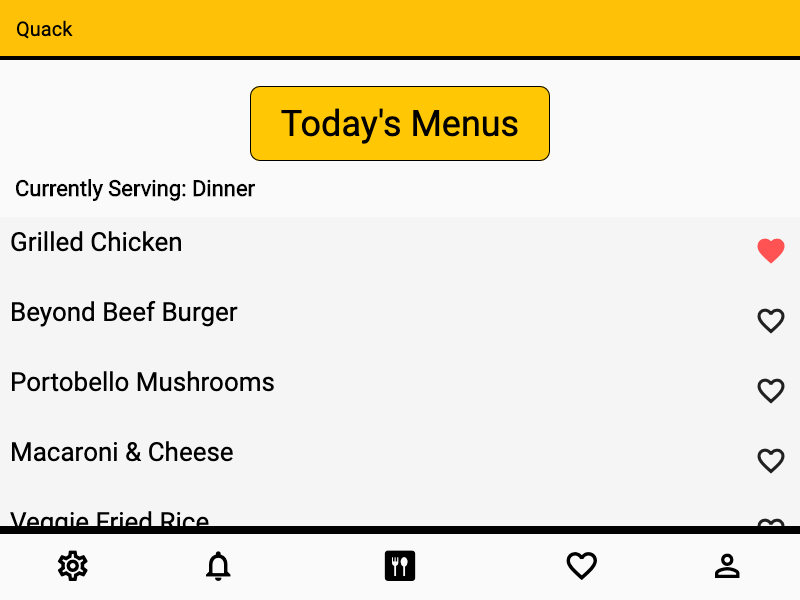 Quack
Today's Menus
Currently Serving: Dinner
Grilled Chicken
Beyond Beef Burger
Portobello Mushrooms
Macaroni & Cheese
Veggie Fried Rice